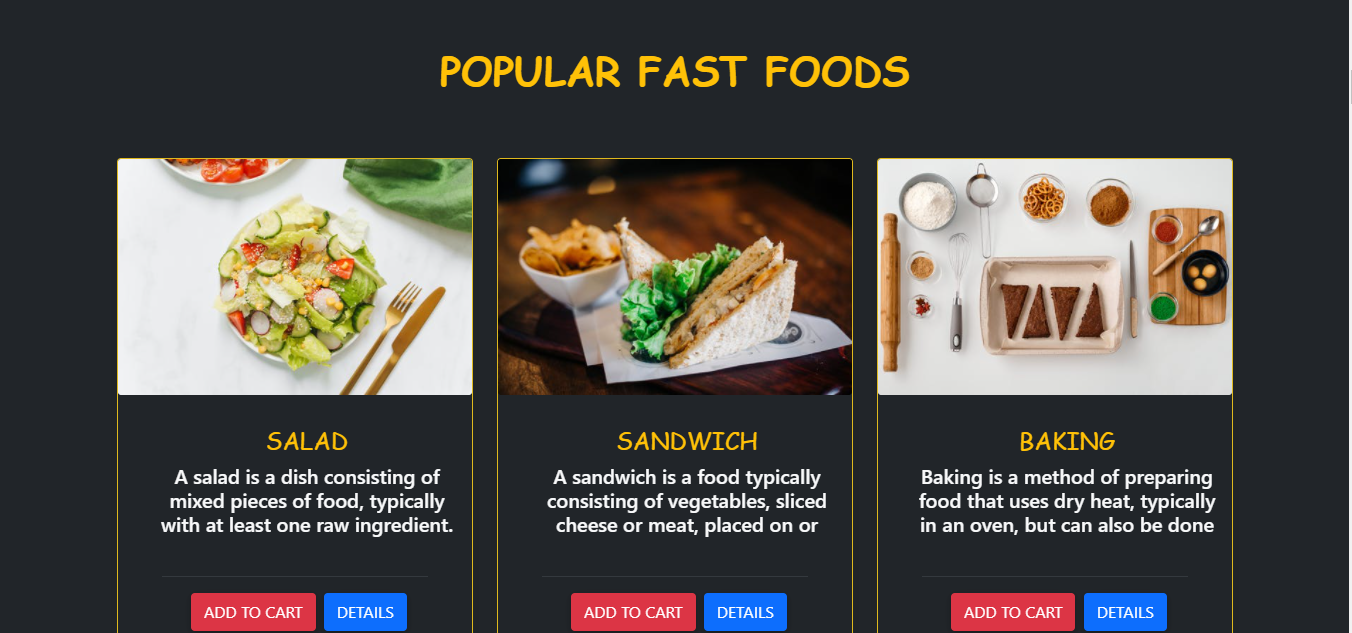 POPULAR FAST FOODS
SALAD
A salad is a dish consisting of
mixed pieces of food, typically
with at least one raw ingredient.
ADD TO CART
DETAILS
SANDWICH
A sandwich is a food typically
consisting of vegetables, sliced
cheese or meat, placed on or
ADD TO CART
DETAILS
BAKING
Baking is a method of preparing
food that uses dry heat, typically
in an oven, but can also be done
ADD TO CART
DETAILS